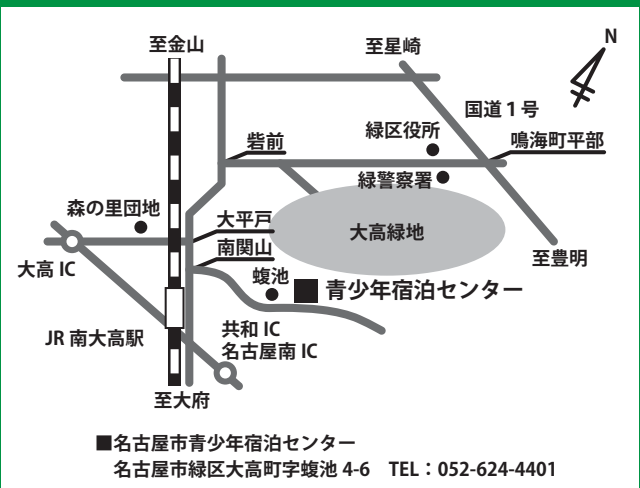 至金山
至星崎
N
国道1号
緑区役所
鳴海町平部
砦前
緑警察署
森の里団地
大平戸
大高緑地
南関山
至豊明
大高 IC
蝮池
■ 青少年宿泊センター
JR 南大高駅
共和 IC
名古屋南 IC
至大府
■名古屋市青少年宿泊センター
名古屋市緑区大高町字蝮池 4-6 TEL：052-624-4401